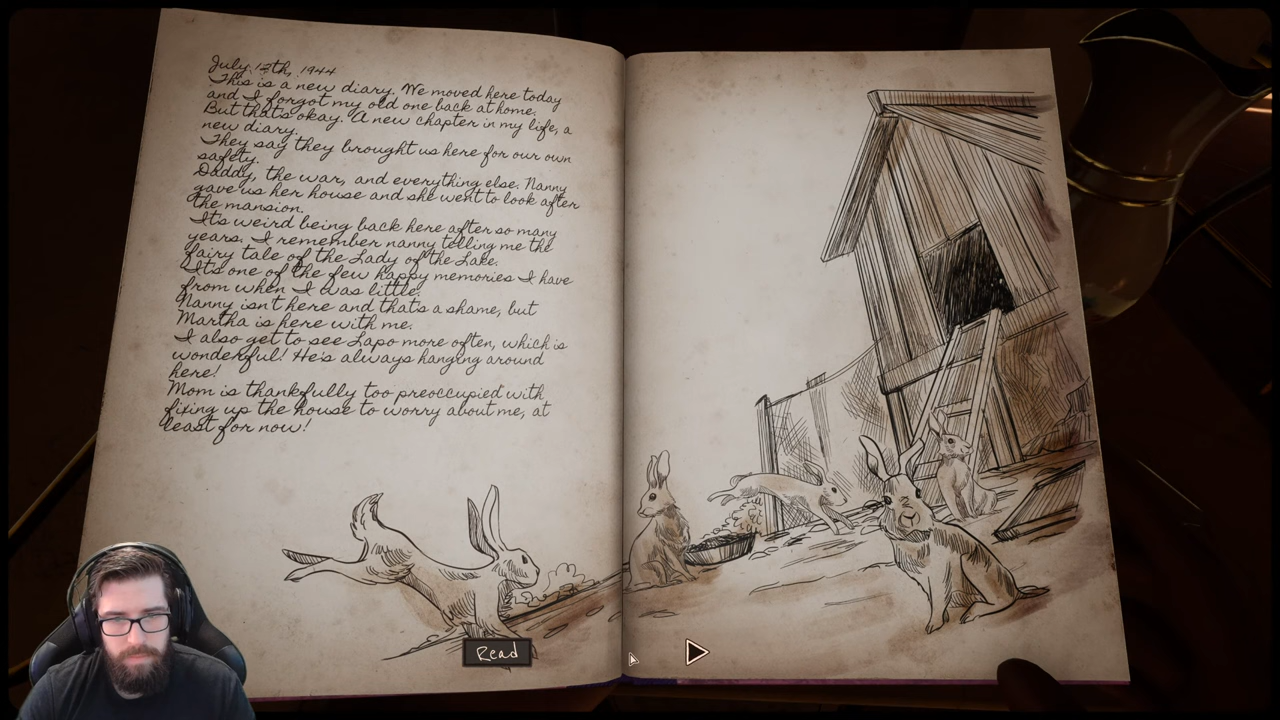 July 12th, 1944
This is a new diary. We moved here today
and I forgot my old one back at home.
But thats okay. A new chapter in my life, a
new diary.
They say they brought us here for our own
safety.
Daddy, the war, and everything else. Nanny
gave us her house and she went to look after
the mansion.
It's weird being back here after so many
years. I remember nanny telling me the
fairy tale of the Lady of the Lake.
It's one of the few happy memories I have
from when I was little.
Nanny isn't here and thats a shame, but
Martha is here with me.
I also get to see Lapo more often, which is
wonderful! He's always hanging around
here!
Mom is thankfully too preoccupied with
fixing up the house to worry about me, at
least for now!
Read